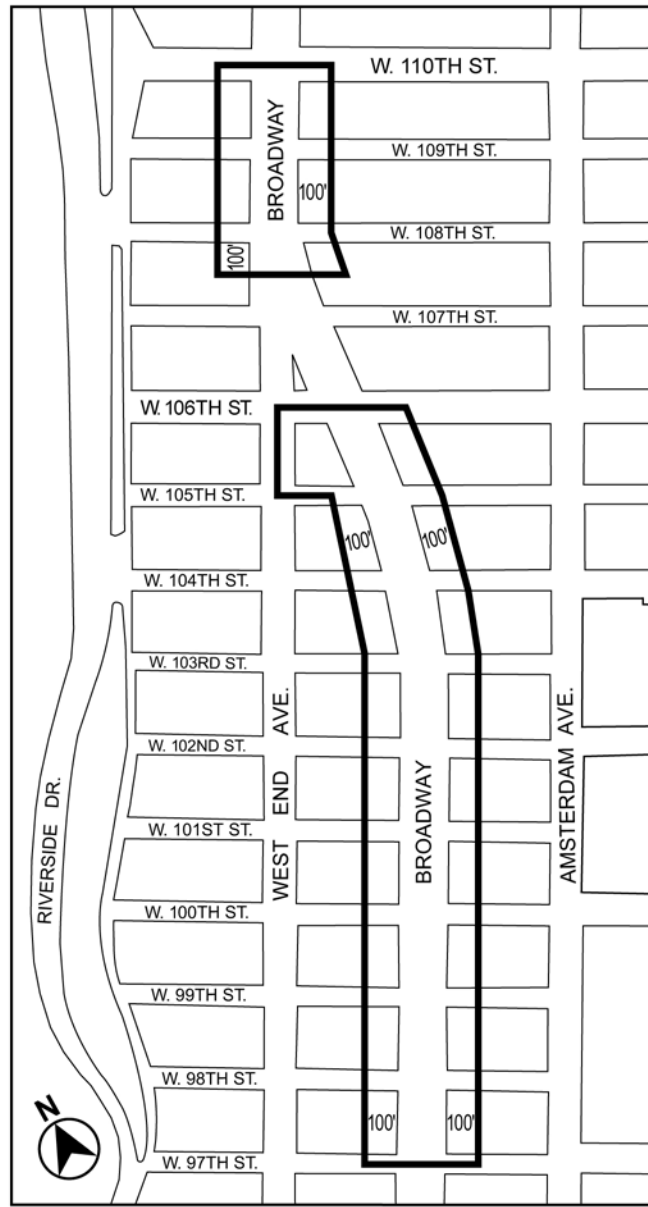 W. 110TH ST.
BROADWAY
W. 109TH ST.
100'
W. 108TH ST.
100'
W. 107TH ST.
W. 106TH ST.
W. 105TH ST.
100'
100'
W. 104TH ST.
W. 103RD ST.
WEST END AVE.
AMSTERDAM AVE.
W. 102ND ST.
BROADWAY
RIVERSIDE DR.
W. 101ST ST.
W. 100TH ST.
W. 99TH ST.
W. 98TH ST.
N
100'
100'
W. 97TH ST.